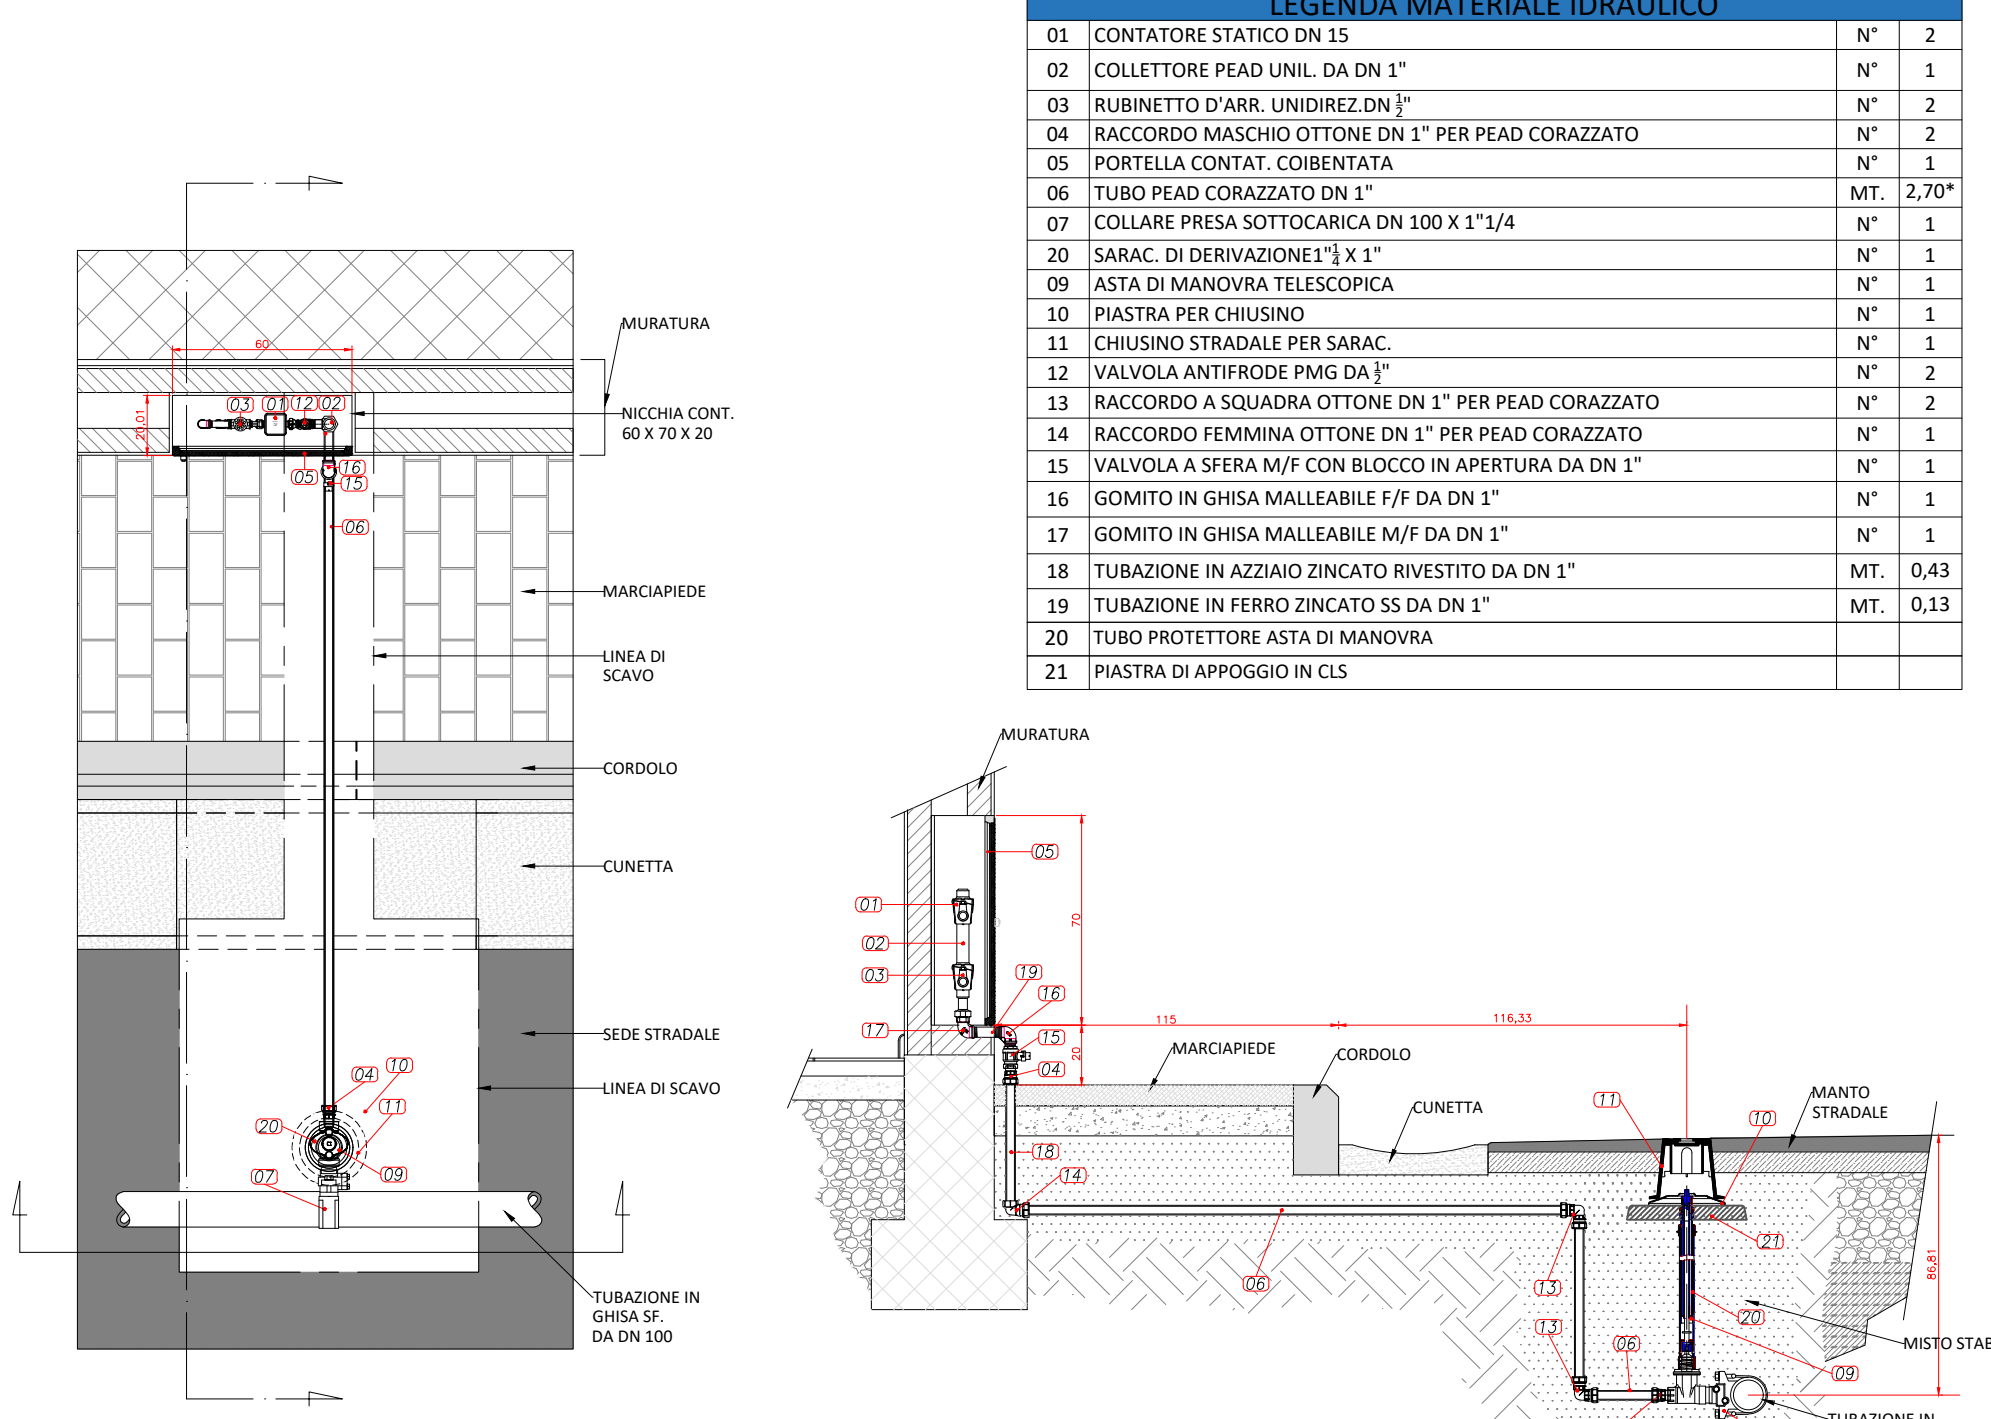 LEGENDA MATERIALE IDRAULICO
01 CONTATORE STATICO DN 15 N° 2
02 COLLETTORE PEAD UNIL. DA DN 1" N° 1
03 RUBINETTO D'ARR. UNIDIREZ.DN 1/2" N° 2
04 RACCORDO MASCHIO OTTONE DN 1" PER PEAD CORAZZATO N° 2
05 PORTELLA CONTAT. COIBENTATA N° 1
06 TUBO PEAD CORAZZATO DN 1" MT. 2,70*
07 COLLARE PRESA SOTTOCARICA DN 100 X 1"1/4 N° 1
20 SARAC. DI DERIVAZIONE1"1/4 X 1" N° 1
09 ASTA DI MANOVRA TELESCOPICA N° 1
10 PIASTRA PER CHIUSINO N° 1
11 CHIUSINO STRADALE PER SARAC. N° 1
12 VALVOLA ANTIFRODE PMG DA 1/2" N° 2
13 RACCORDO A SQUADRA OTTONE DN 1" PER PEAD CORAZZATO N° 2
14 RACCORDO FEMMINA OTTONE DN 1" PER PEAD CORAZZATO N° 1
15 VALVOLA A SFERA M/F CON BLOCCO IN APERTURA DA DN 1" N° 1
16 GOMITO IN GHISA MALLEABILE F/F DA DN 1" N° 1
17 GOMITO IN GHISA MALLEABILE M/F DA DN 1" N° 1
18 TUBAZIONE IN AZZIAIO ZINCATO RIVESTITO DA DN 1" MT. 0,43
19 TUBAZIONE IN FERRO ZINCATO SS DA DN 1" MT. 0,13
20 TUBO PROTETTORE ASTA DI MANOVRA
21 PIASTRA DI APPOGGIO IN CLS
MURATURA
60
20,01
03 01 12 02
NICCHIA CONT.
60 X 70 X 20
05
16
15
06
MARCIAPIEDE
LINEA DI
SCAVO
CORDOLO
CUNETTA
SEDE STRADALE
LINEA DI SCAVO
04
10
11
20
09
07
TUBAZIONE IN
GHISA SF.
DA DN 100
MURATURA
05
01
70
02
03
19
16
17
115
116,33
15
20
04
MARCIAPIEDE
CORDOLO
CUNETTA
11
10
MANTO
STRADALE
18
14
21
86,81
06
13
20
13
06
MISTO STAB
09
TUBAZIONE IN